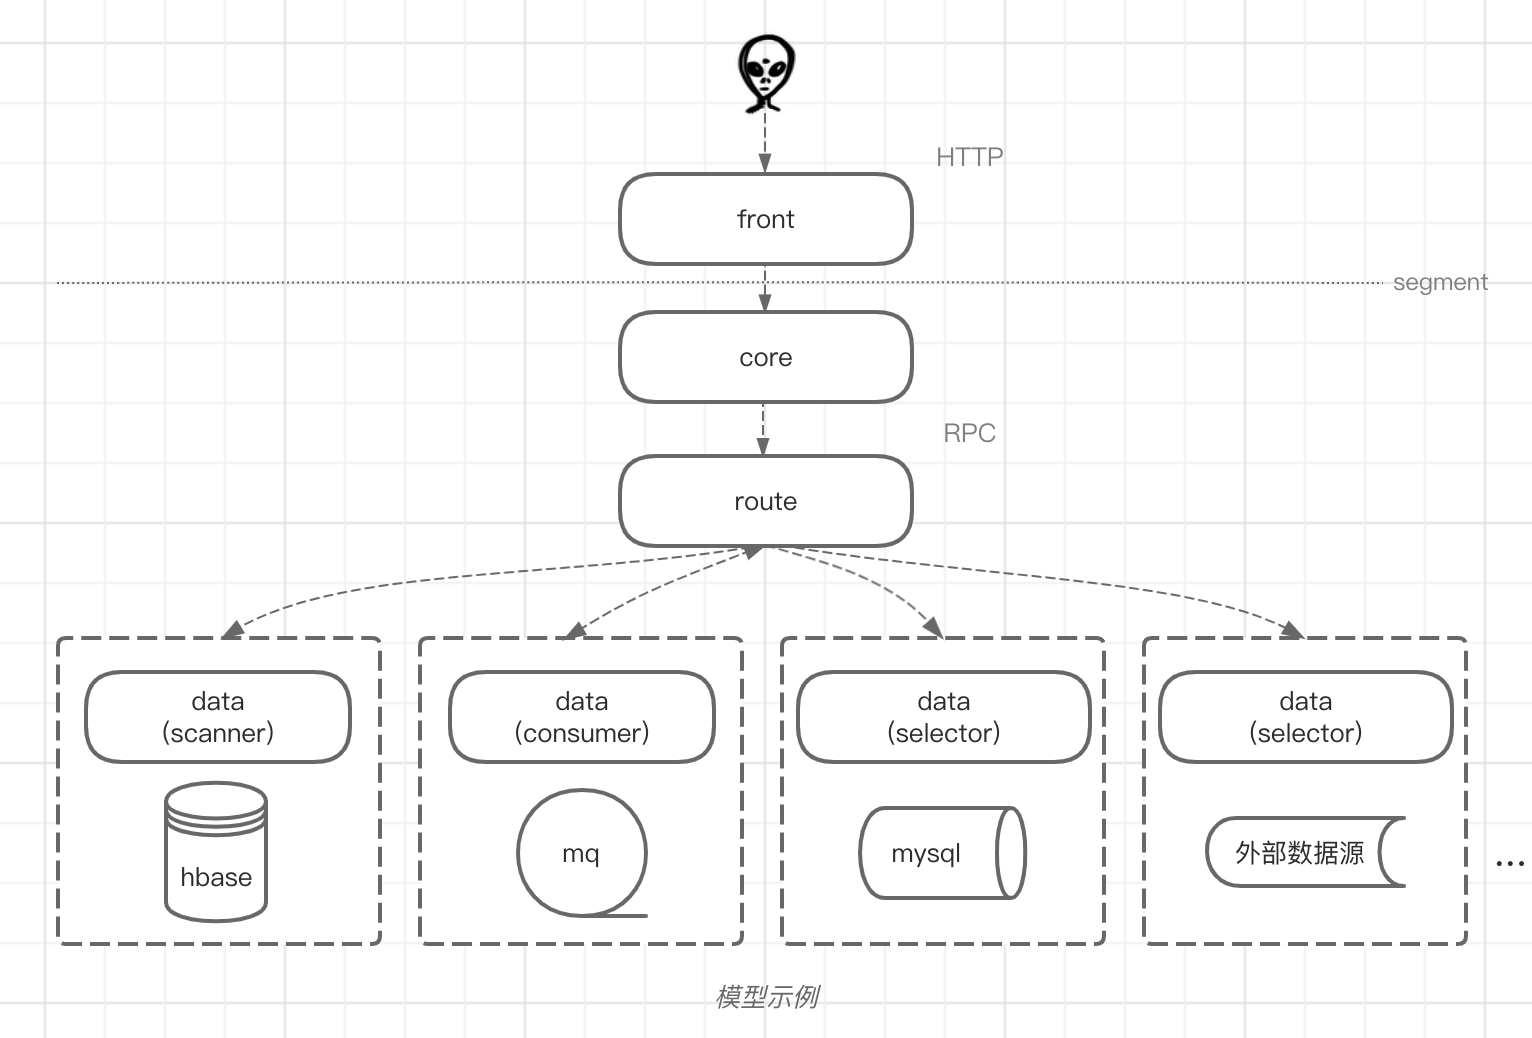 HTTP
front
segment
core
RPC
route
data
(scanner)
hbase
data
(consumer)
mq
data
(selector)
mysql
data
(selector)
外部数据源
...
模型示例